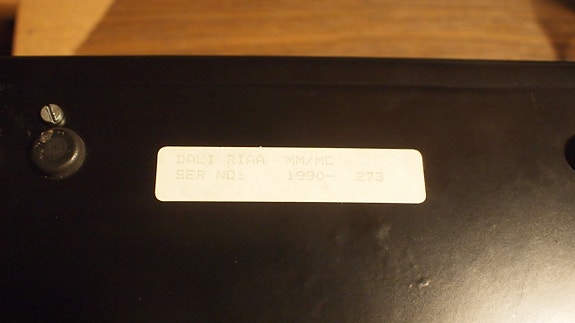 DALI RIAA MM/MC
SER NO: 1990- 273